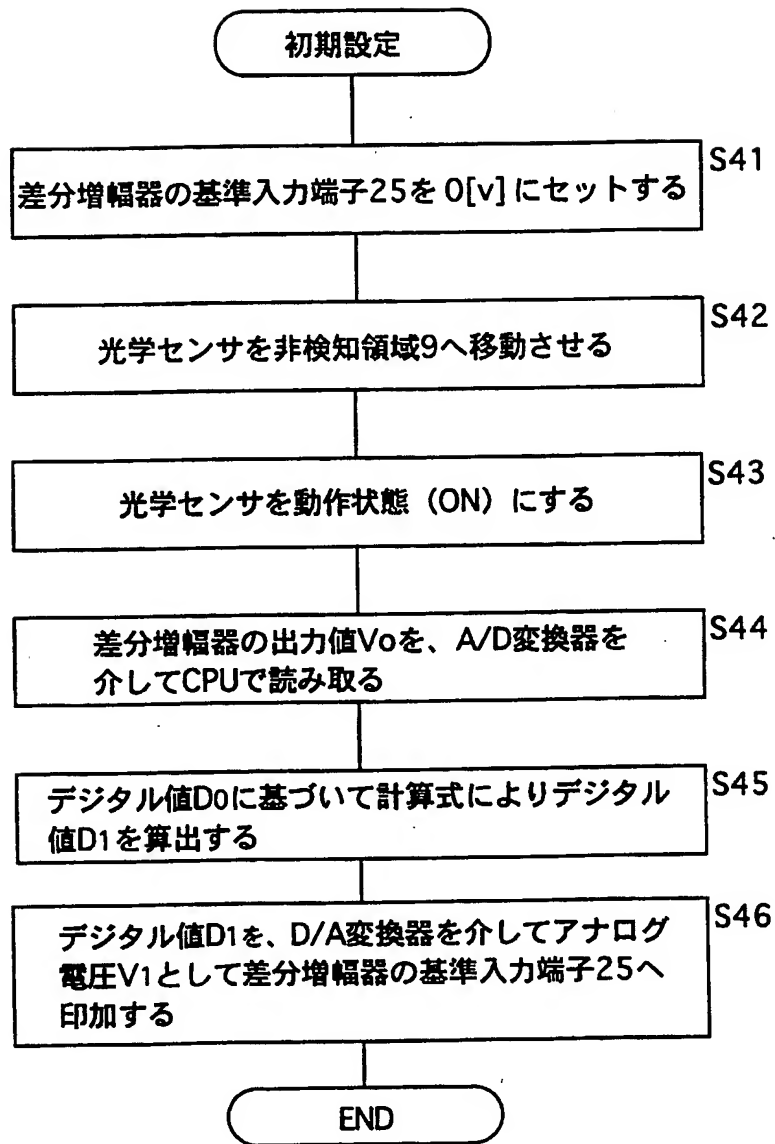 初期設定
S41
差分増幅器の基準入力端子25を 0[v] にセットする
S42
光学センサを非検知領域9へ移動させる
S43
光学センサを動作状態（ON）にする
S44
差分増幅器の出力値Voを、A/D変換器を
介してCPUで読み取る
S45
デジタル値D0に基づいて計算式によりデジタル
値D1を算出する
S46
デジタル値D1を、D/A変換器を介してアナログ
電圧V1として差分増幅器の基準入力端子25へ
印加する
END